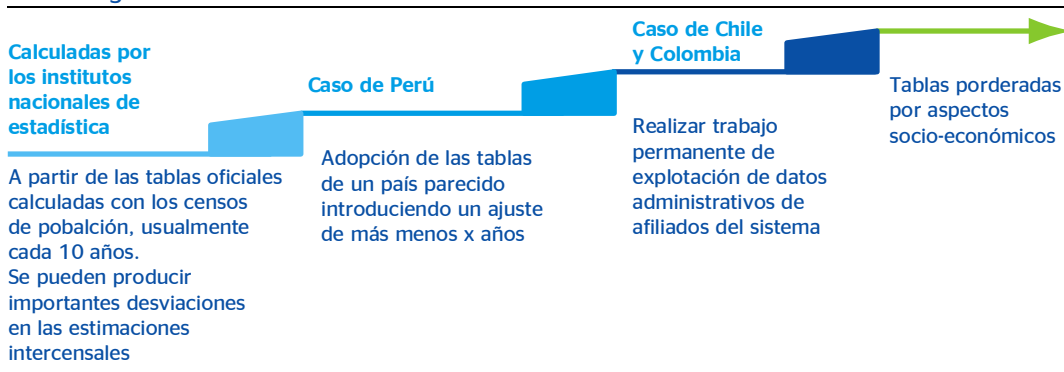 Calculadas por
los institutos
nacionales de
estadística
A partir de las tablas oficiales
calculadas con los censos
de pobalción, usualmente
cada 10 años.
Se pueden producir
importantes desviaciones
en las estimaciones
intercensales
Caso de Perú
Adopción de las tablas
de un país parecido
introduciendo un ajuste
de más menos x años
Caso de Chile
y Colombia
Realizar trabajo
permanente de
explotación de datos
administrativos de
afiliados del sistema
Tablas porderadas
por aspectos
socio-económicos